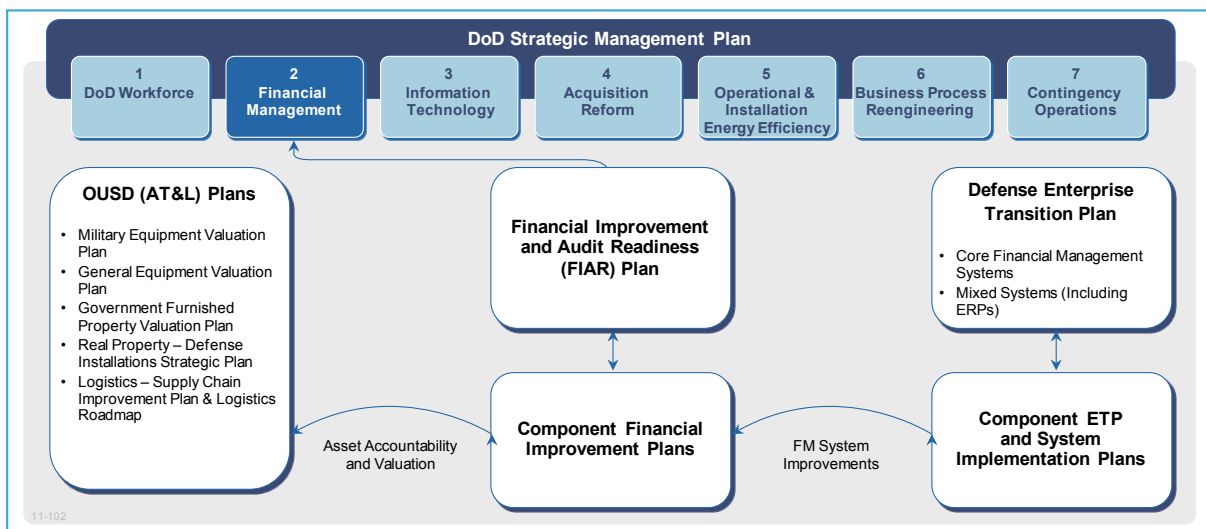 DoD Strategic Management Plan
1
DoD Workforce
2
Financial
Management
3
Information
Technology
4
Acquisition
Reform
5
Operational &
Installation
Energy Efficiency
6
Business Process
Reengineering
7
Contingency
Operations
OUSD (AT&L) Plans
• Military Equipment Valuation
Plan
• General Equipment Valuation
Plan
• Government Furnished
Property Valuation Plan
• Real Property – Defense
Installations Strategic Plan
• Logistics – Supply Chain
Improvement Plan & Logistics
Roadmap
Financial Improvement
and Audit Readiness
(FIAR) Plan
Defense Enterprise
Transition Plan
• Core Financial Management
Systems
• Mixed Systems (Including
ERPs)
Asset Accountability
and Valuation
Component Financial
Improvement Plans
FM System
Improvements
Component ETP
and System
Implementation Plans
11-102